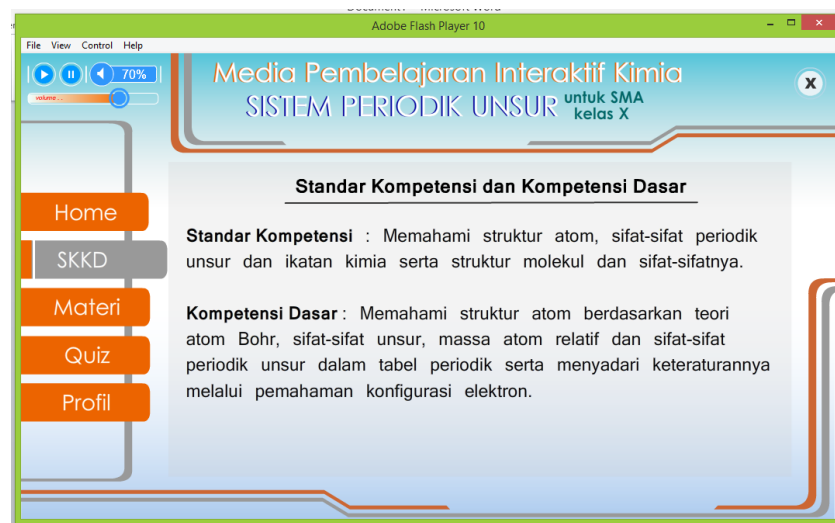 Document1 - Microsoft Word
Adobe Flash Player 10
File View Control Help
70%
volume...
Media Pembelajaran Interaktif Kimia
SISTEM PERIODIK UNSUR untuk SMA
kelas X
X
Standar Kompetensi dan Kompetensi Dasar
Home
SKKD
Materi
Quiz
Profil
Standar Kompetensi : Memahami struktur atom, sifat-sifat periodik
unsur dan ikatan kimia serta struktur molekul dan sifat-sifatnya.
Kompetensi Dasar : Memahami struktur atom berdasarkan teori
atom Bohr, sifat-sifat unsur, massa atom relatif dan sifat-sifat
periodik unsur dalam tabel periodik serta menyadari keteraturannya
melalui pemahaman konfigurasi elektron.